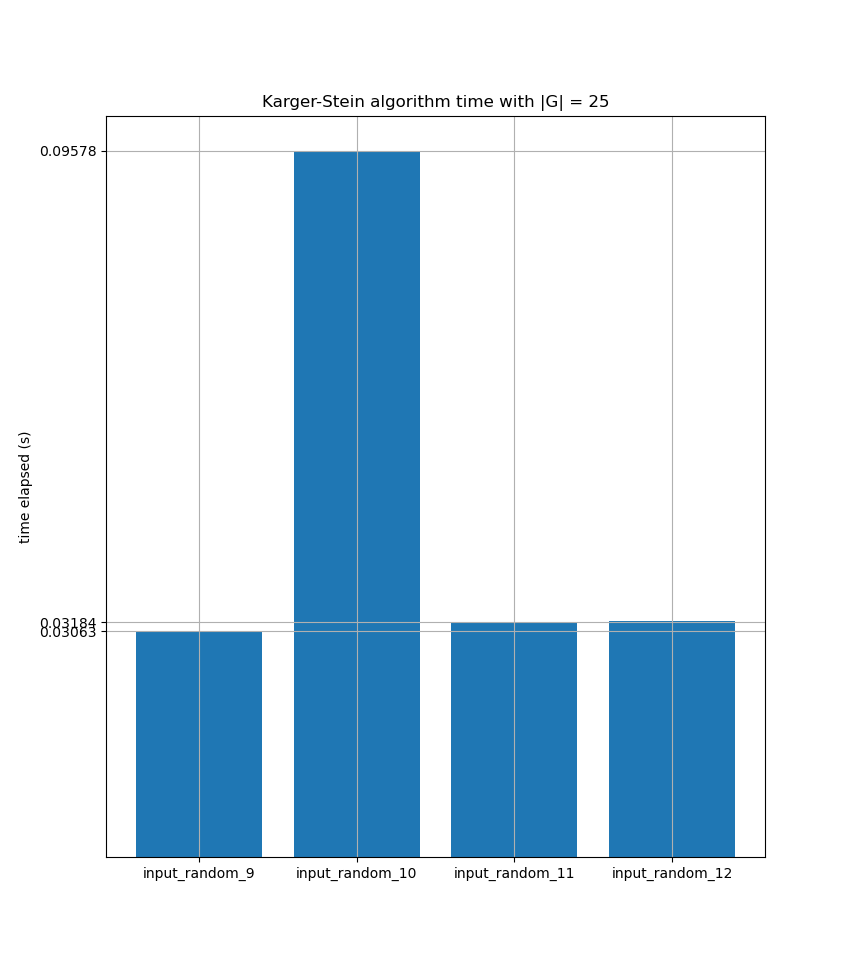 Karger-Stein algorithm time with |G| = 25
0.09578
time elapsed (s)
0.03184
0.03063
input_random_9
input_random_10
input_random_11
input_random_12